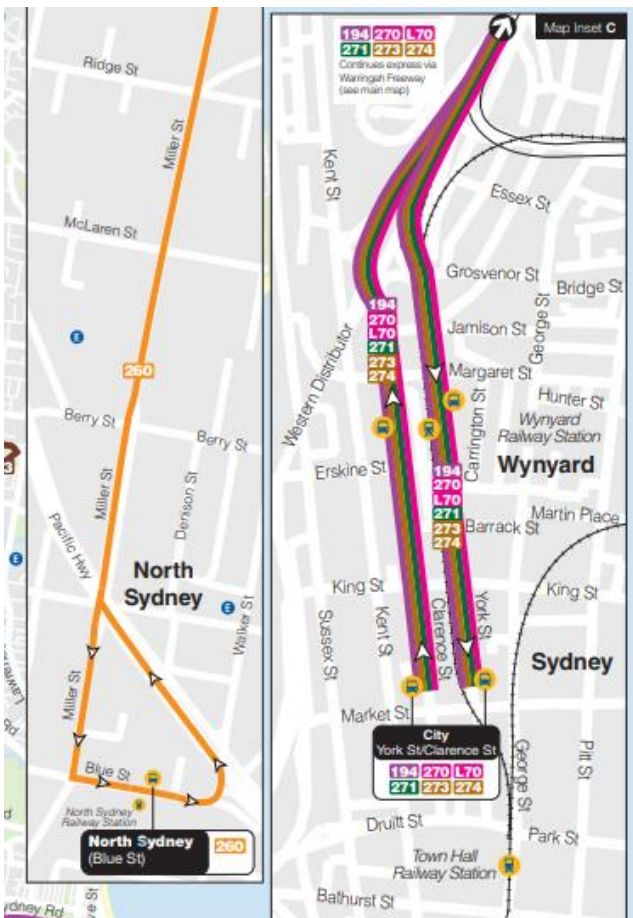 Ridge St
Miller St
McLaren St
260
Berry St
Berry St
Miller St
Denison St
Pacific Hwy
North
Sydney
Walker St
Miller St
Blue St
North Sydney
Railway Station
North Sydney
(Blue St)
260
ydney Rd
Map Inset C
194 270 L70
271 273 274
Continues express via
Warringah Freeway
(see main map)
Kent St
Essex St
Grosvenor St
Bridge St
George St
194
270
L70
271
273
274
Jamison St
Western Distributor
Margaret St
Hunter St
Carrington St
Wynyard
Railway Station
Wynyard
Erskine St
194
270
L70
271
273
274
Martin Place
Barrack St
King St
King St
Sussex St
Kent St
Clarence St
York St
Sydney
Market St
City
York St/Clarence St
194 270 L70
271 273 274
George St
Pitt St
Druitt St
Park St
Town Hall
Railway Station
Bathurst St